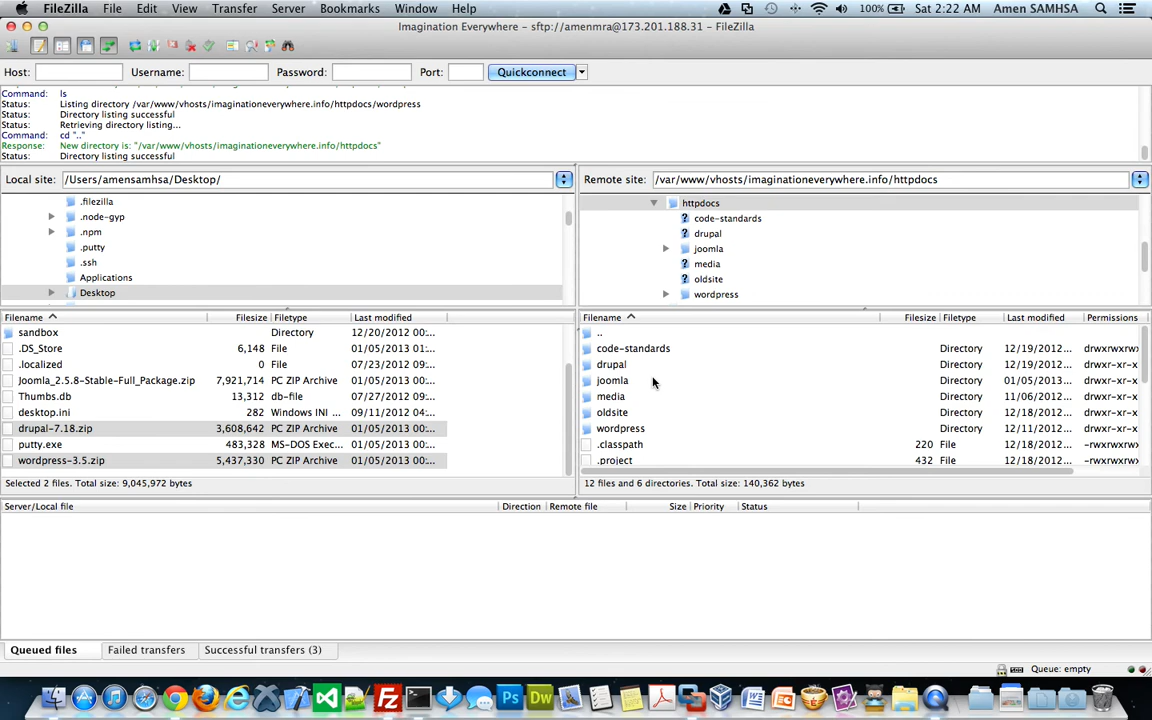 FileZilla File Edit View Transfer Server Bookmarks Window Help 100% Sat 2:22 AM Amen SAMHSA
Imagination Everywhere - sftp://amenmra@173.201.188.31 - FileZilla
Host: Username: Password: Port: Quickconnect
Command: ls
Status: Listing directory /var/www/vhosts/imaginationeverywhere.info/httpdocs/wordpress
Status: Directory listing successful
Status: Retrieving directory listing...
Command: cd ".."
Response: New directory is: "/var/www/vhosts/imaginationeverywhere.info/httpdocs"
Status: Directory listing successful
Local site: /Users/amensamhsa/Desktop/
Remote site: /var/www/vhosts/imaginationeverywhere.info/httpdocs
.filezilla
.node-gyp
.npm
.putty
.ssh
Applications
Desktop
httpdocs
code-standards
drupal
joomla
media
oldsite
wordpress
Filename Filesize Filetype Last modified
sandbox Directory 12/20/2012 00:...
.DS_Store 6,148 File 01/05/2013 01:...
.localized 0 File 07/23/2012 09:...
Joomla_2.5.8-Stable-Full_Package.zip 7,921,714 PC ZIP Archive 01/05/2013 00:...
Thumbs.db 13,312 db-file 07/27/2012 09:...
desktop.ini 282 Windows INI ... 09/11/2012 04:...
drupal-7.18.zip 3,608,642 PC ZIP Archive 01/05/2013 00:...
putty.exe 483,328 MS-DOS Exec... 01/05/2013 00:...
wordpress-3.5.zip 5,437,330 PC ZIP Archive 01/05/2013 00:...
Selected 2 files. Total size: 9,045,972 bytes
Filename Filesize Filetype Last modified Permissions
..
code-standards Directory 12/19/2012... drwxrwxrw
drupal Directory 12/19/2012... drwxr-xr-x
joomla Directory 01/05/2013... drwxr-xr-x
media Directory 11/06/2012... drwxr-xr-x
oldsite Directory 12/18/2012... drwxr-xr-x
wordpress Directory 12/19/2012... drwxr-xr-x
.classpath 220 File 12/18/2012... -rwxrwxrw
.project 432 File 12/18/2012... -rwxrwxrw
12 files and 6 directories. Total size: 140,362 bytes
Server/Local file Direction Remote file Size Priority Status
Queued files Failed transfers Successful transfers (3)
Queue: empty